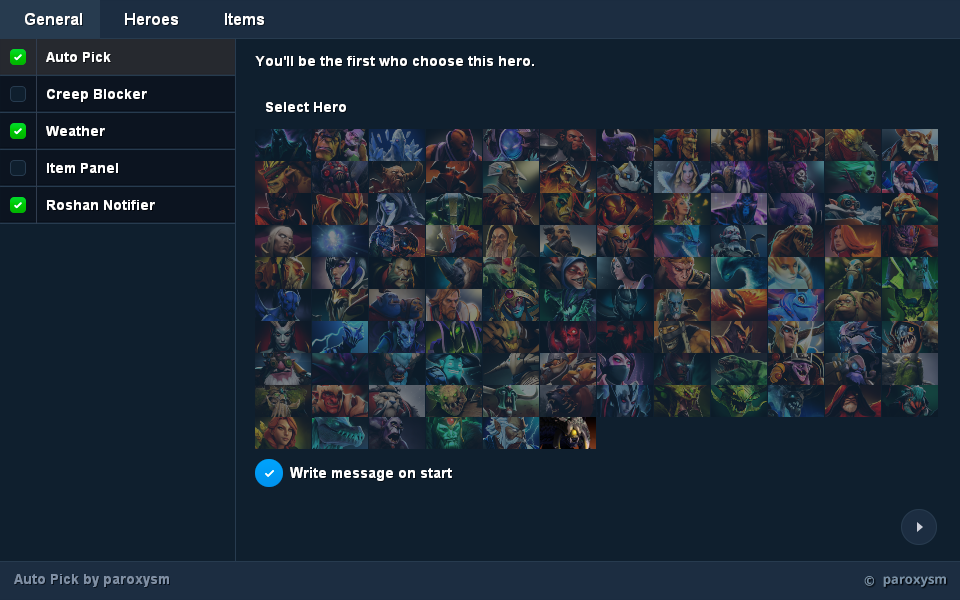 General Heroes Items
Auto Pick
Creep Blocker
Weather
Item Panel
Roshan Notifier
You'll be the first who choose this hero.
Select Hero
Write message on start
Auto Pick by paroxysm
© paroxysm